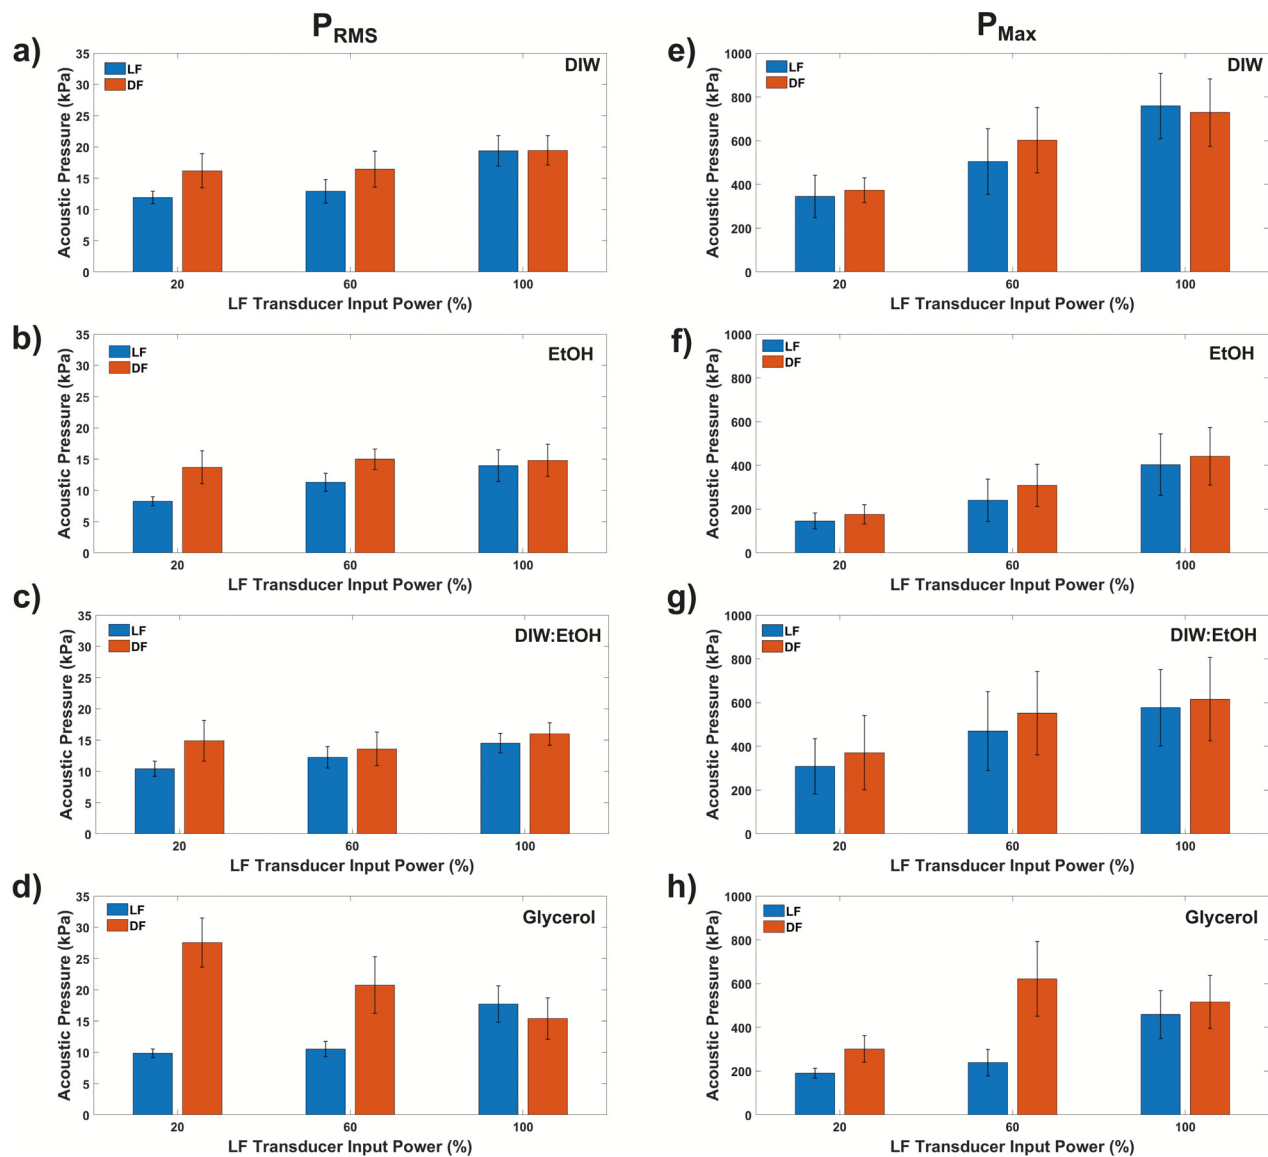 P_RMS
P_Max
a)
DIW
LF
DF
Acoustic Pressure (kPa)
35
30
25
20
15
10
5
0
20 60 100
LF Transducer Input Power (%)
e)
DIW
LF
DF
Acoustic Pressure (kPa)
1000
800
600
400
200
0
20 60 100
LF Transducer Input Power (%)
b)
EtOH
LF
DF
Acoustic Pressure (kPa)
35
30
25
20
15
10
5
0
20 60 100
LF Transducer Input Power (%)
f)
EtOH
LF
DF
Acoustic Pressure (kPa)
1000
800
600
400
200
0
20 60 100
LF Transducer Input Power (%)
c)
DIW:EtOH
LF
DF
Acoustic Pressure (kPa)
35
30
25
20
15
10
5
0
20 60 100
LF Transducer Input Power (%)
g)
DIW:EtOH
LF
DF
Acoustic Pressure (kPa)
1000
800
600
400
200
0
20 60 100
LF Transducer Input Power (%)
d)
Glycerol
LF
DF
Acoustic Pressure (kPa)
35
30
25
20
15
10
5
0
20 60 100
LF Transducer Input Power (%)
h)
Glycerol
LF
DF
Acoustic Pressure (kPa)
1000
800
600
400
200
0
20 60 100
LF Transducer Input Power (%)